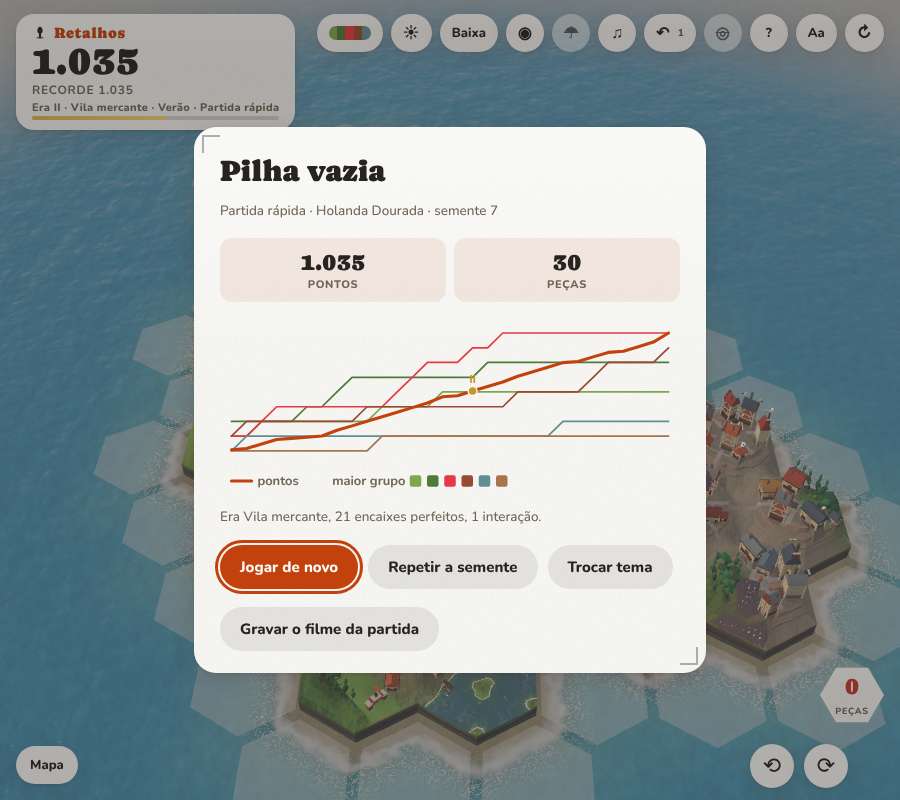 Retalhos
1.035
RECORDE 1.035
Era II · Vila mercante · Verão · Partida rápida
Baixa
1
?
Aa
Pilha vazia
Partida rápida · Holanda Dourada · semente 7
1.035
PONTOS
30
PEÇAS
II
pontos
maior grupo
Era Vila mercante, 21 encaixes perfeitos, 1 interação.
Jogar de novo
Repetir a semente
Trocar tema
Gravar o filme da partida
0
PEÇAS
Mapa